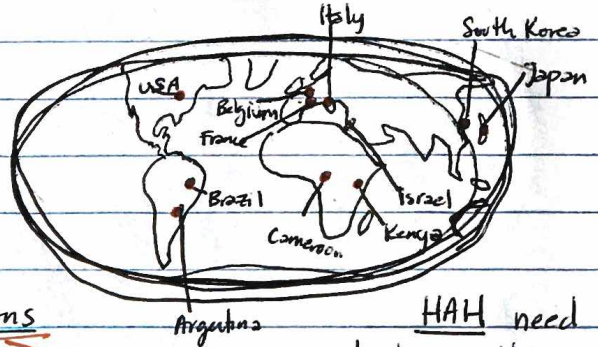 Italy
South Korea
Japan
USA
Belgium
France
Israel
Brazil
Cameroon
Kenya
Argentina
HAH need